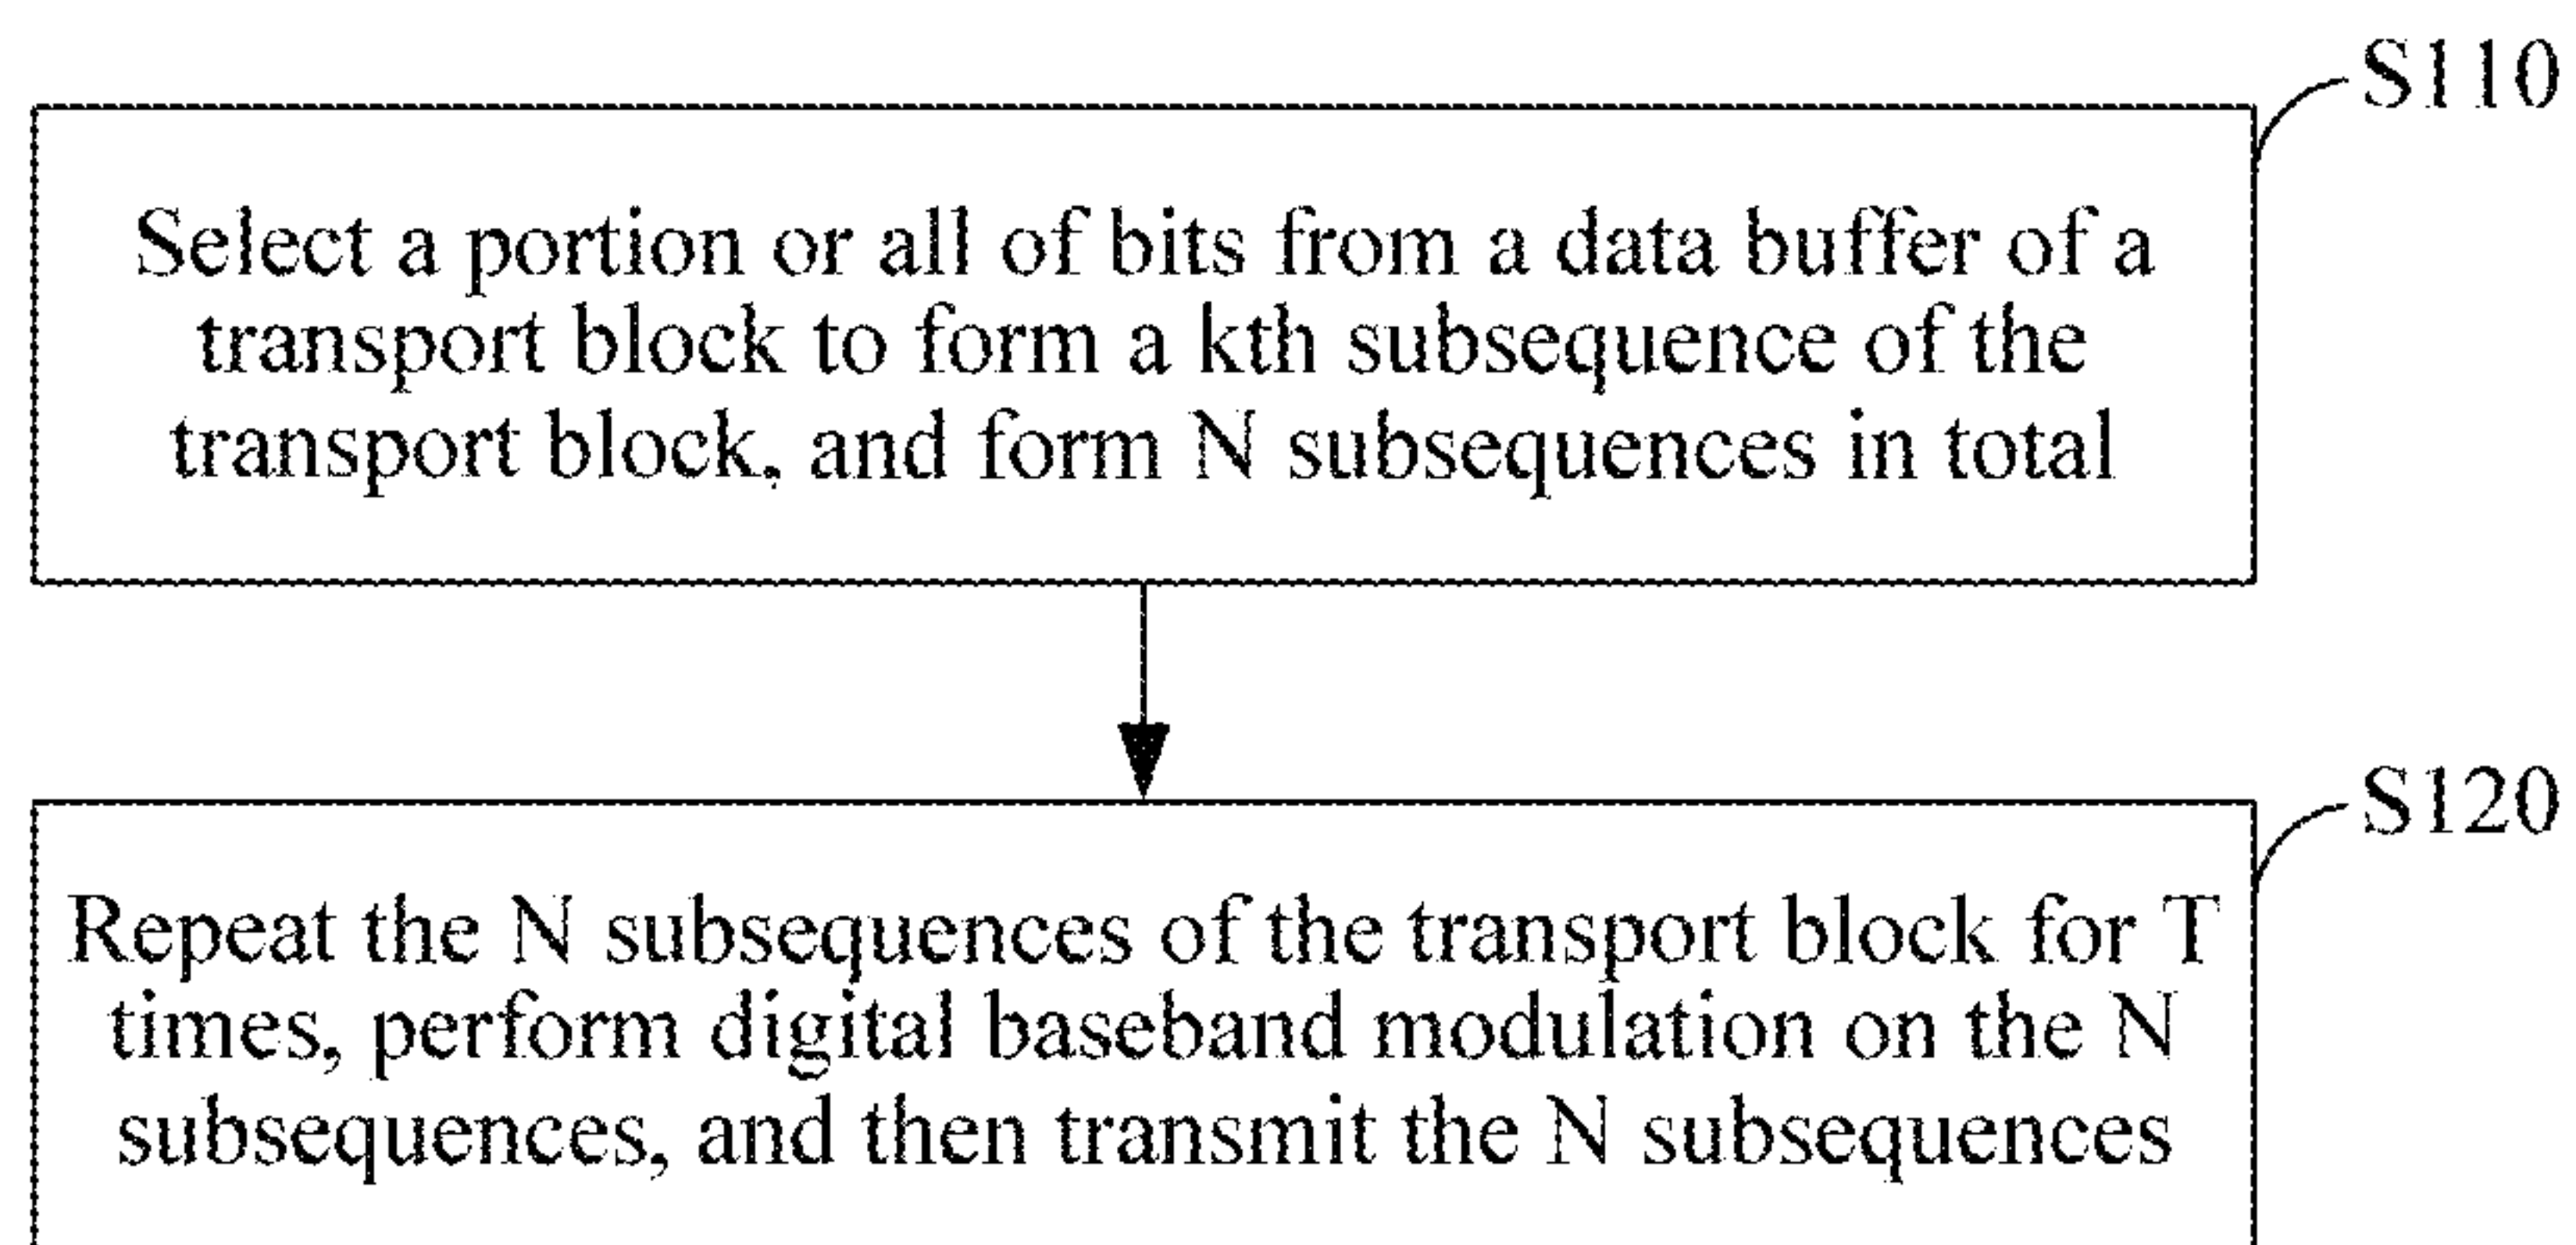 S110
Select a portion or all of bits from a data buffer of a
transport block to form a kth subsequence of the
transport block, and form N subsequences in total
S120
Repeat the N subsequences of the transport block for T
times, perform digital baseband modulation on the N
subsequences, and then transmit the N subsequences